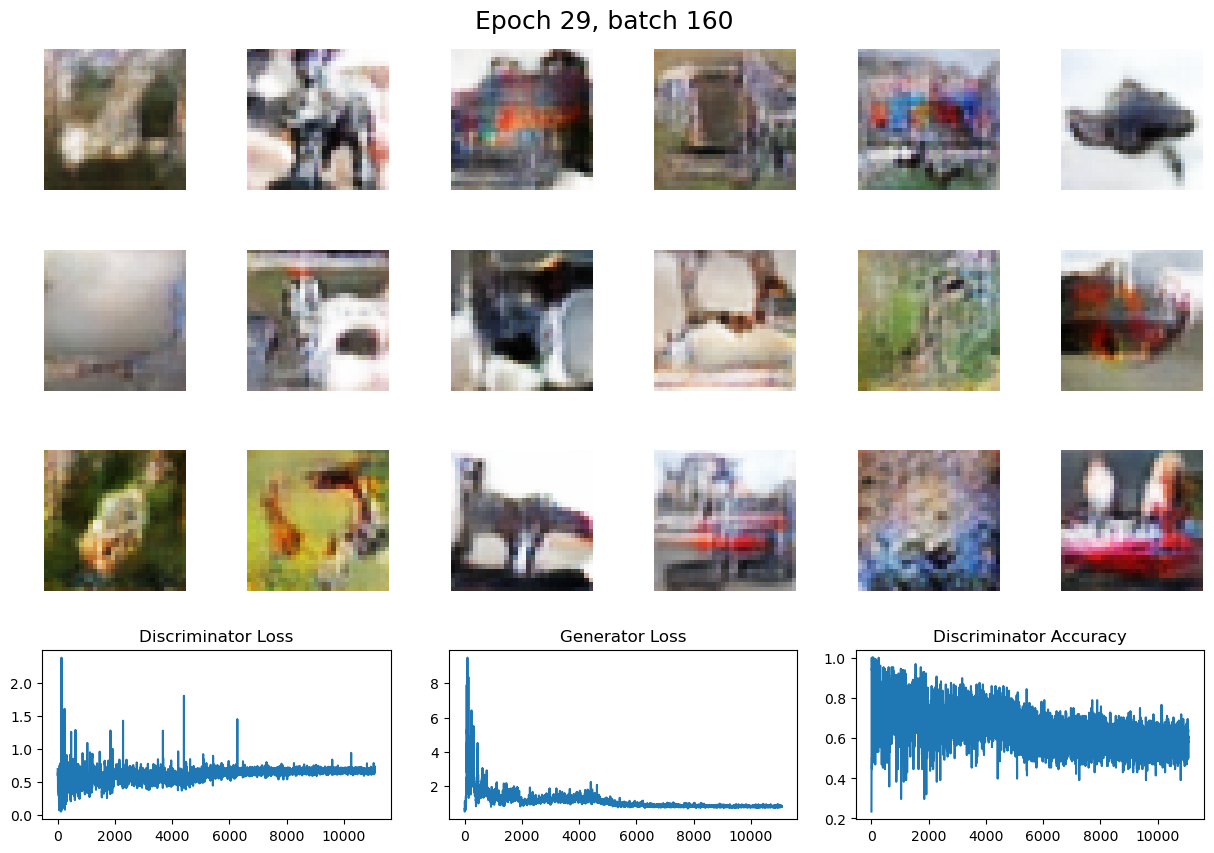 Epoch 29, batch 160
Discriminator Loss
Generator Loss
Discriminator Accuracy
2.0
1.5
1.0
0.5
0.0
0 2000 4000 6000 8000 10000
8
6
4
2
0 2000 4000 6000 8000 10000
1.0
0.8
0.6
0.4
0.2
0 2000 4000 6000 8000 10000